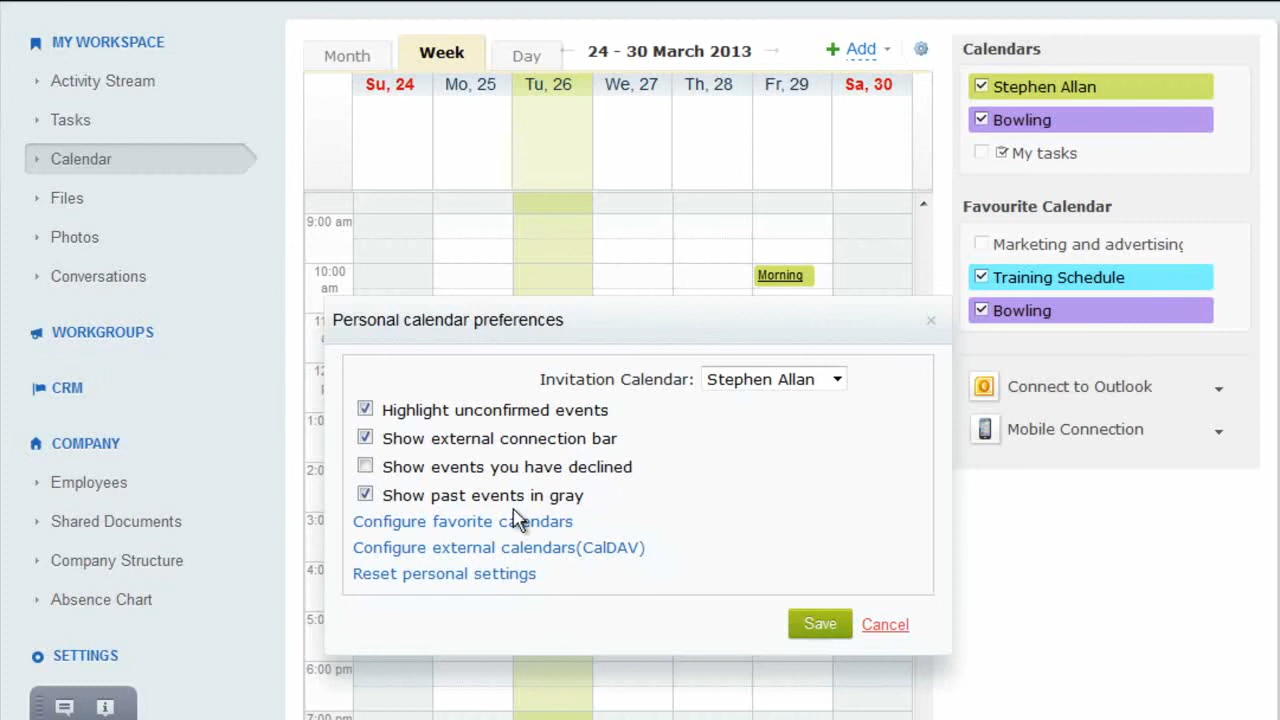 MY WORKSPACE
Activity Stream
Tasks
Calendar
Files
Photos
Conversations
WORKGROUPS
CRM
COMPANY
Employees
Shared Documents
Company Structure
Absence Chart
SETTINGS
Month Week Day
24 - 30 March 2013
Add
Su, 24 Mo, 25 Tu, 26 We, 27 Th, 28 Fr, 29 Sa, 30
9:00 am
10:00
Morning
6:00 pm
Personal calendar preferences
Invitation Calendar: Stephen Allan
Highlight unconfirmed events
Show external connection bar
Show events you have declined
Show past events in gray
Configure favorite calendars
Configure external calendars(CalDAV)
Reset personal settings
Save Cancel
Calendars
Stephen Allan
Bowling
My tasks
Favourite Calendar
Marketing and advertising
Training Schedule
Bowling
Connect to Outlook
Mobile Connection